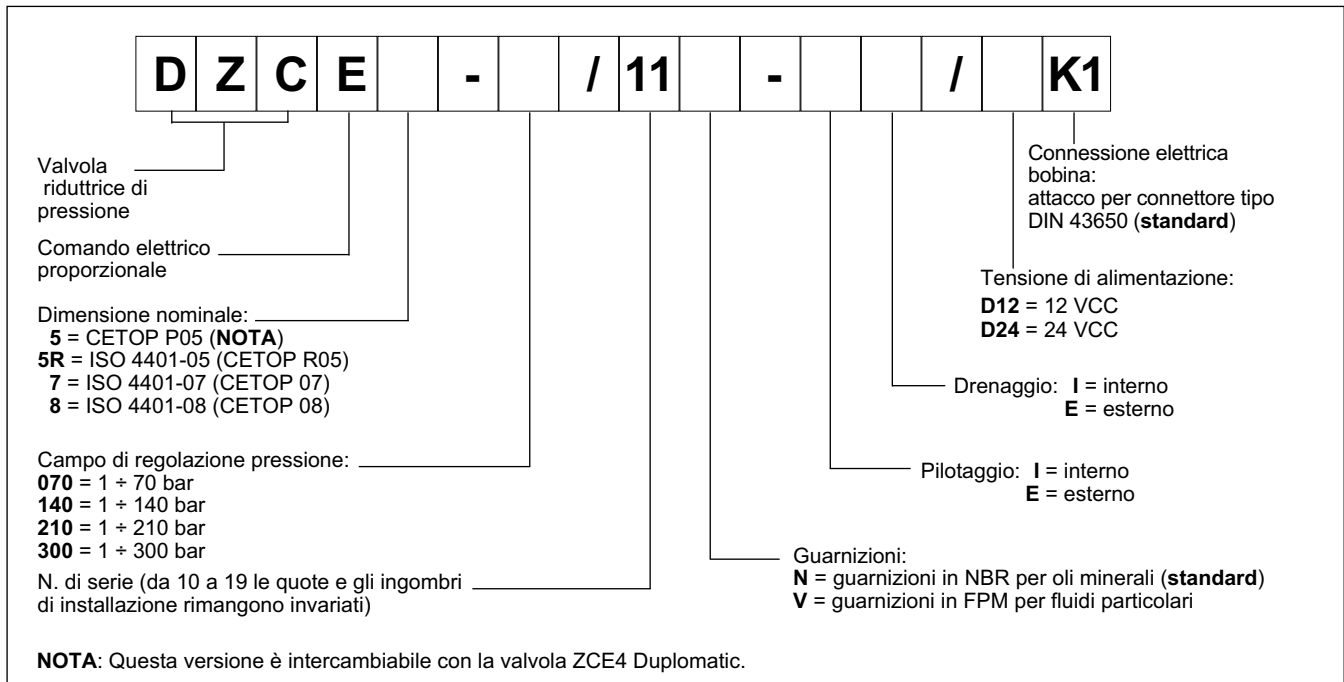 D Z C E - / 11 - / K1
Valvola
riduttrice di
pressione
Comando elettrico
proporzionale
Dimensione nominale:
5 = CETOP P05 (NOTA)
5R = ISO 4401-05 (CETOP R05)
7 = ISO 4401-07 (CETOP 07)
8 = ISO 4401-08 (CETOP 08)
Campo di regolazione pressione:
070 = 1 ÷ 70 bar
140 = 1 ÷ 140 bar
210 = 1 ÷ 210 bar
300 = 1 ÷ 300 bar
N. di serie (da 10 a 19 le quote e gli ingombri
di installazione rimangono invariati)
Connessione elettrica
bobina:
attacco per connettore tipo
DIN 43650 (standard)
Tensione di alimentazione:
D12 = 12 VCC
D24 = 24 VCC
Drenaggio: I = interno
E = esterno
Pilotaggio: I = interno
E = esterno
Guarnizioni:
N = guarnizioni in NBR per oli minerali (standard)
V = guarnizioni in FPM per fluidi particolari
NOTA: Questa versione è intercambiabile con la valvola ZCE4 Duplomatic.